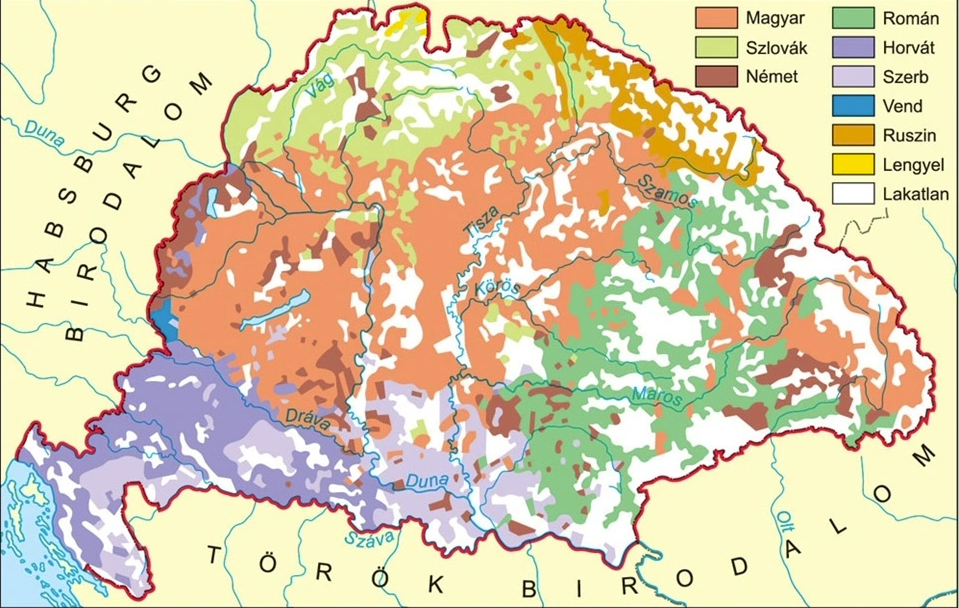 Magyar
Szlovák
Német
Román
Horvát
Szerb
Vend
Ruszin
Lengyel
Lakatlan
HABSBURG
BIRODALOM
Duna
Vág
Tisza
Szamos
Körös
Maros
Dráva
Duna
Száva
Olt
TÖRÖK BIRODALOM